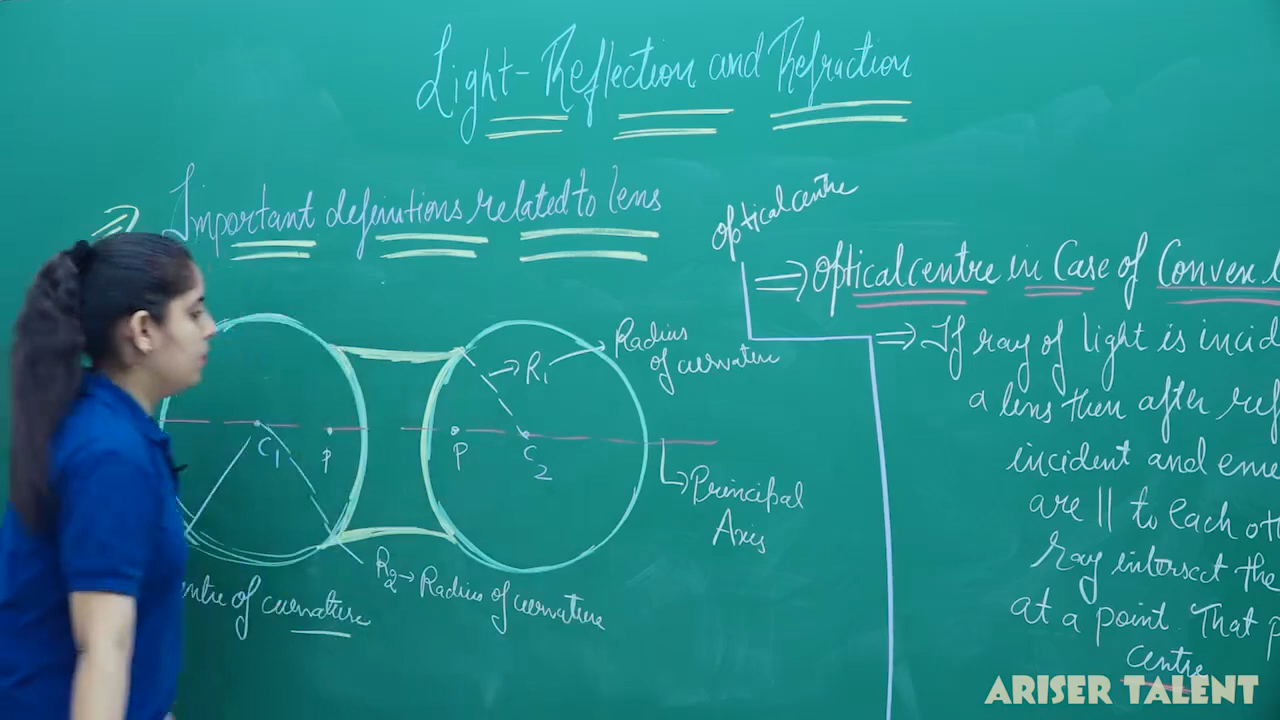 Light-Reflection and Refraction
Important definitions related to lens
Optical centre
⇒ Optical centre in Case of Convex
⇒ If ray of light is incid
a lens then after ref
incident and eme
are || to each oth
ray intersect the
at a point. That p
centre
R1
Radius
of curvature
C1
P
P
C2
Principal
Axis
R2→ Radius of curvature
entre of curvature
ARISER TALENT